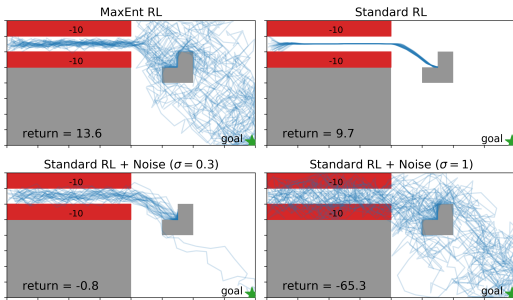 MaxEnt RL
-10
-10
return = 13.6
goal
Standard RL
-10
-10
return = 9.7
goal
Standard RL + Noise (σ = 0.3)
-10
-10
return = -0.8
goal
Standard RL + Noise (σ = 1)
-10
-10
return = -65.3
goal